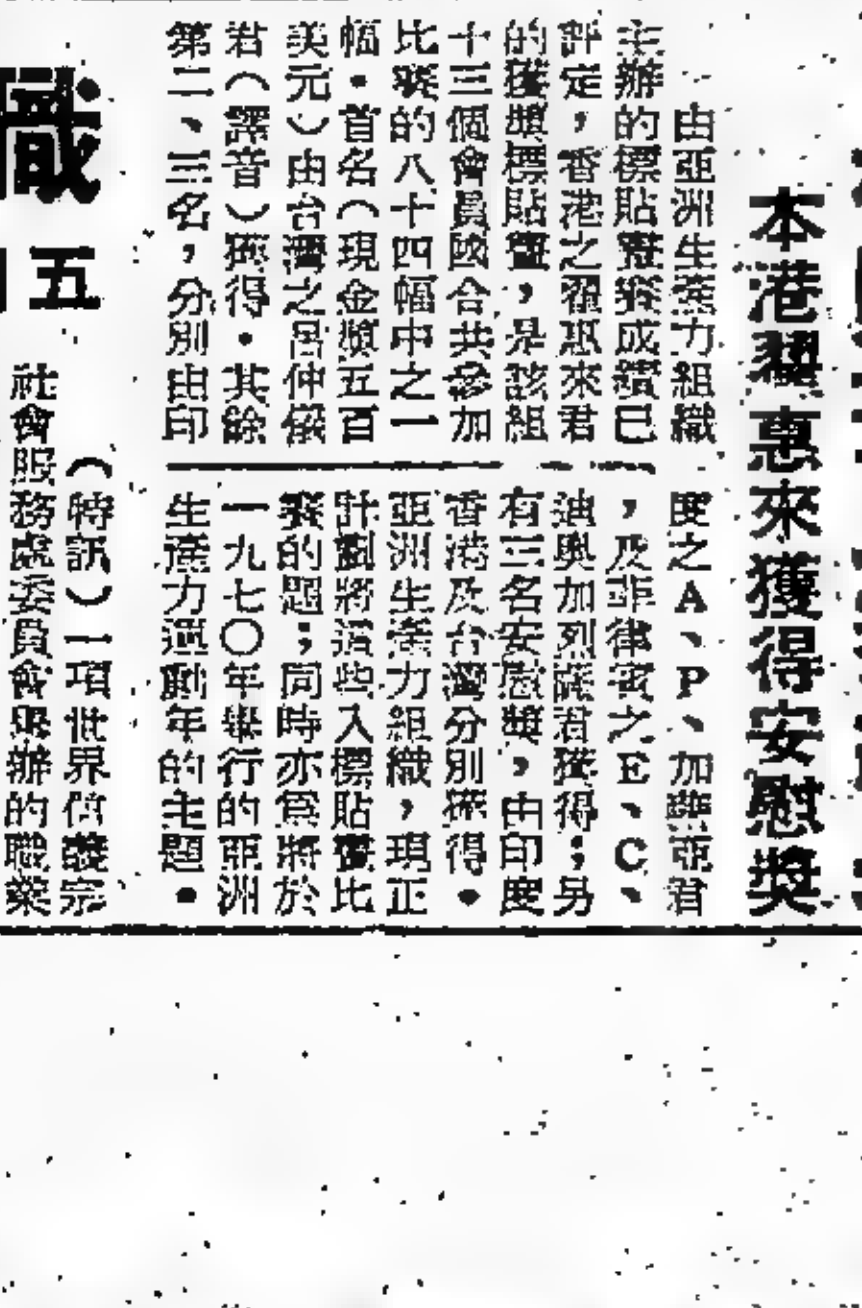 本港翟惠來獲得安慰獎
由亞洲生產力組織
主辦的標貼畫賽成績已
評定，香港之翟惠來君
的獲獎標貼畫，是該組
十三個會員國合共參加
比賽的八十四幅中之一
幅。首名（現金獎五百
美元）由台灣之呂仲儀
君（譯音）獲得。其餘
第二、三名，分別由印
度之A、P、加 亞君
，及菲律賓之E、C、
迪奧加列薩君獲得；另
有三名安慰獎，由印度
香港及台灣分別獲得。
亞洲生產力組織，現正
計劃將這些入標貼畫比
賽的題；同時亦為將於
一九七〇年舉行的亞洲
生產力運動年的主題。
職
五
（特訊）一項世界信義宗
社會服務處委員會舉辦的職業